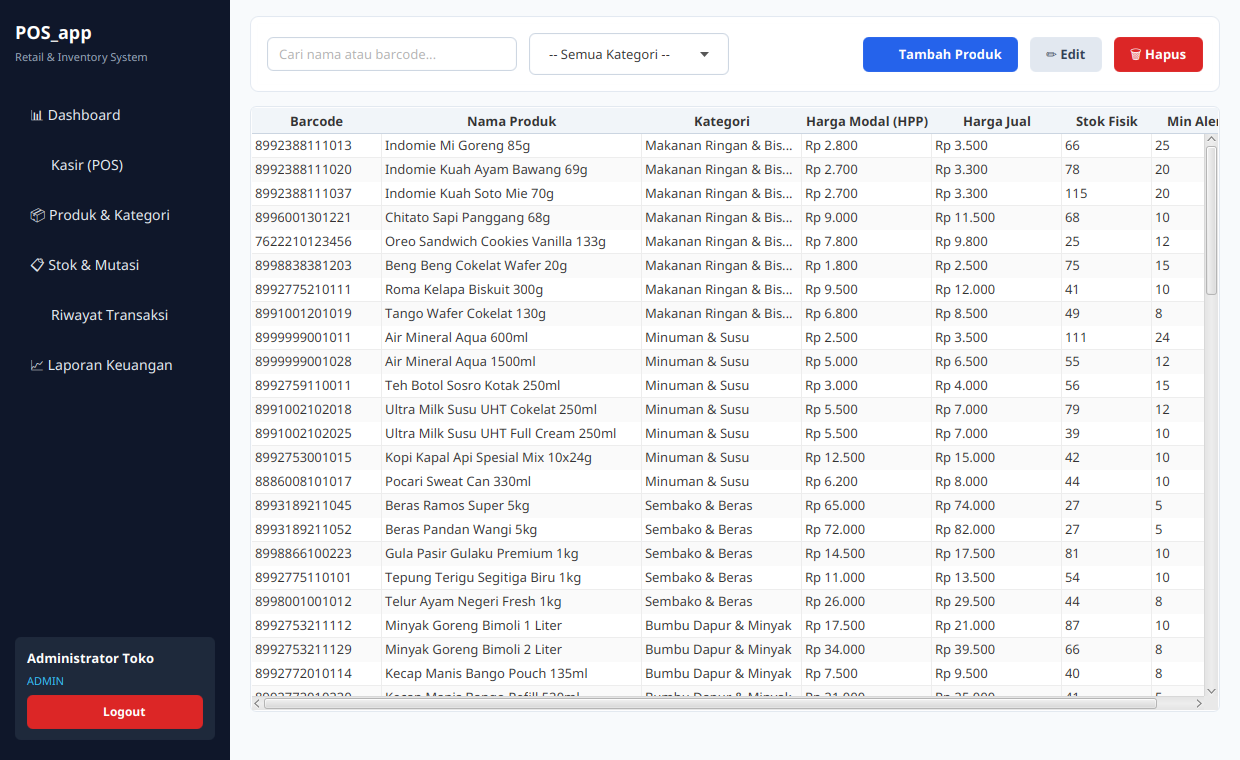 POS_app
Retail & Inventory System
Dashboard
Kasir (POS)
Produk & Kategori
Stok & Mutasi
Riwayat Transaksi
Laporan Keuangan
Administrator Toko
ADMIN
Logout
Cari nama atau barcode... -- Semua Kategori -- Tambah Produk Edit Hapus
Barcode Nama Produk Kategori Harga Modal (HPP) Harga Jual Stok Fisik Min Aler
8992388111013 Indomie Mi Goreng 85g Makanan Ringan & Bis... Rp 2.800 Rp 3.500 66 25
8992388111020 Indomie Kuah Ayam Bawang 69g Makanan Ringan & Bis... Rp 2.700 Rp 3.300 78 20
8992388111037 Indomie Kuah Soto Mie 70g Makanan Ringan & Bis... Rp 2.700 Rp 3.300 115 20
8996001301221 Chitato Sapi Panggang 68g Makanan Ringan & Bis... Rp 9.000 Rp 11.500 68 10
7622210123456 Oreo Sandwich Cookies Vanilla 133g Makanan Ringan & Bis... Rp 7.800 Rp 9.800 25 12
8998838381203 Beng Beng Cokelat Wafer 20g Makanan Ringan & Bis... Rp 1.800 Rp 2.500 75 15
8992775210111 Roma Kelapa Biskuit 300g Makanan Ringan & Bis... Rp 9.500 Rp 12.000 41 10
8991001201019 Tango Wafer Cokelat 130g Makanan Ringan & Bis... Rp 6.800 Rp 8.500 49 8
8999999001011 Air Mineral Aqua 600ml Minuman & Susu Rp 2.500 Rp 3.500 111 24
8999999001028 Air Mineral Aqua 1500ml Minuman & Susu Rp 5.000 Rp 6.500 55 12
8992759110011 Teh Botol Sosro Kotak 250ml Minuman & Susu Rp 3.000 Rp 4.000 56 15
8991002102018 Ultra Milk Susu UHT Cokelat 250ml Minuman & Susu Rp 5.500 Rp 7.000 79 12
8991002102025 Ultra Milk Susu UHT Full Cream 250ml Minuman & Susu Rp 5.500 Rp 7.000 39 10
8992753001015 Kopi Kapal Api Spesial Mix 10x24g Minuman & Susu Rp 12.500 Rp 15.000 42 10
8886008101017 Pocari Sweat Can 330ml Minuman & Susu Rp 6.200 Rp 8.000 44 10
8993189211045 Beras Ramos Super 5kg Sembako & Beras Rp 65.000 Rp 74.000 27 5
8993189211052 Beras Pandan Wangi 5kg Sembako & Beras Rp 72.000 Rp 82.000 27 5
8998866100223 Gula Pasir Gulaku Premium 1kg Sembako & Beras Rp 14.500 Rp 17.500 81 10
8992775110101 Tepung Terigu Segitiga Biru 1kg Sembako & Beras Rp 11.000 Rp 13.500 54 10
8998001001012 Telur Ayam Negeri Fresh 1kg Sembako & Beras Rp 26.000 Rp 29.500 44 8
8992753211112 Minyak Goreng Bimoli 1 Liter Bumbu Dapur & Minyak Rp 17.500 Rp 21.000 87 10
8992753211129 Minyak Goreng Bimoli 2 Liter Bumbu Dapur & Minyak Rp 34.000 Rp 39.500 66 8
8992772010114 Kecap Manis Bango Pouch 135ml Bumbu Dapur & Minyak Rp 7.500 Rp 9.500 40 8
Kecap Manis Bango Refill Bumbu Dapur & Minyak